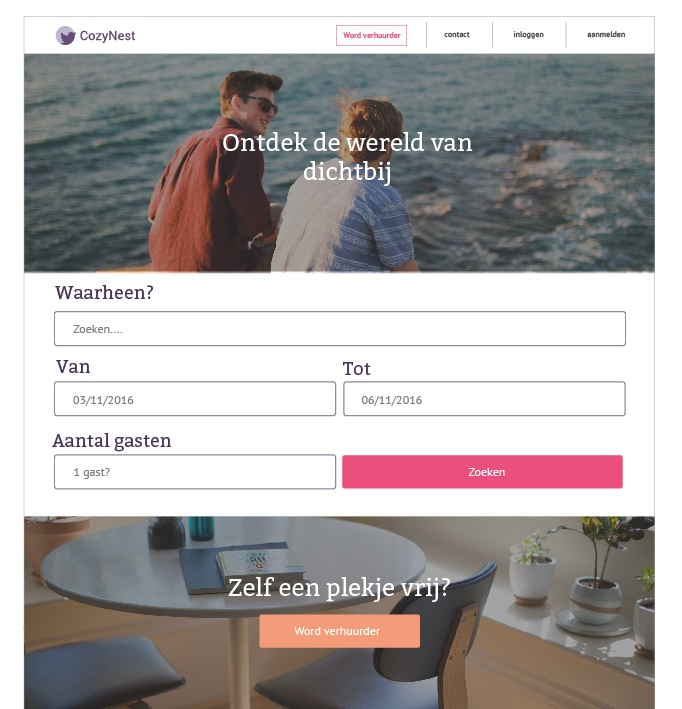 CozyNest
Word verhuurder
contact
inloggen
aanmelden
Ontdek de wereld van
dichtbij
Waarheen?
Zoeken....
Van
Tot
03/11/2016
06/11/2016
Aantal gasten
1 gast?
Zoeken
Zelf een plekje vrij?
Word verhuurder